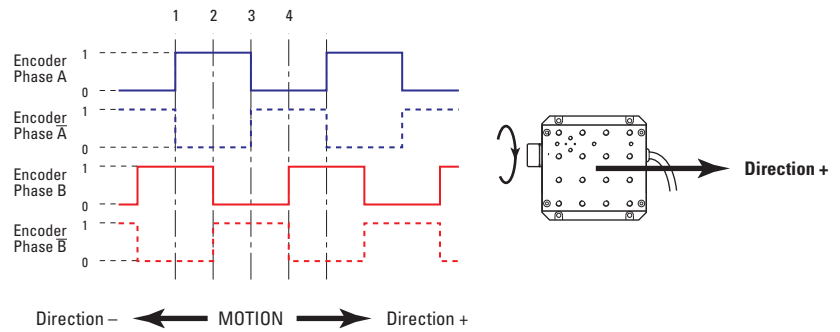 1 2 3 4
Encoder
Phase A
1
0
Encoder
Phase A̅
1
0
Encoder
Phase B
1
0
Encoder
Phase B̅
1
0
Direction +
Direction – MOTION Direction +